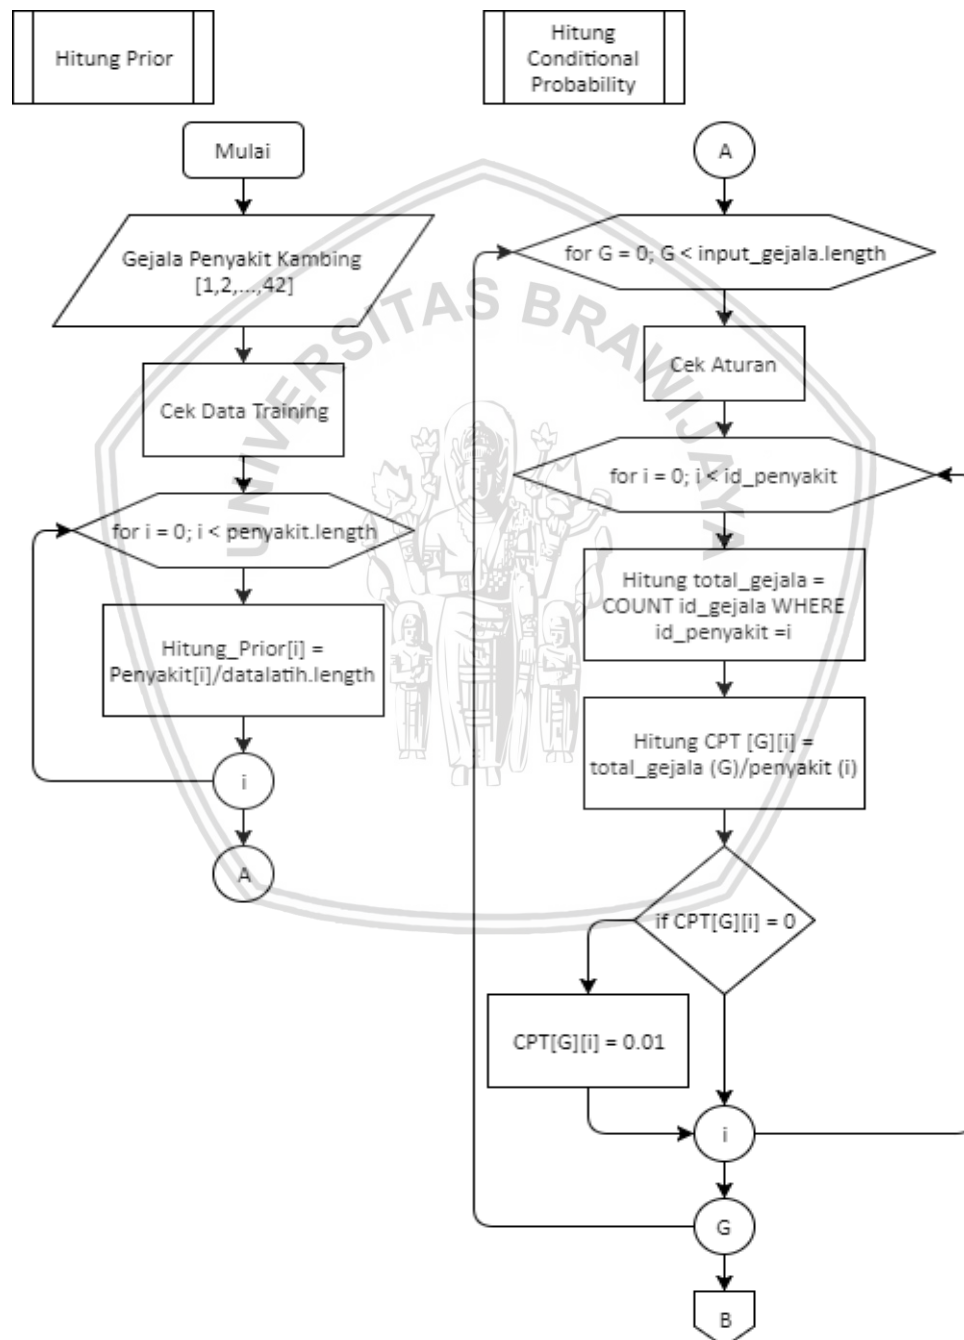 Hitung Prior
Mulai
Gejala Penyakit Kambing
[1,2,...,42]
Cek Data Training
for i = 0; i < penyakit.length
Hitung_Prior[i] =
Penyakit[i]/datalatih.length
i
A
Hitung
Conditional
Probability
A
for G = 0; G < input_gejala.length
Cek Aturan
for i = 0; i < id_penyakit
Hitung total_gejala =
COUNT id_gejala WHERE
id_penyakit =i
Hitung CPT [G][i] =
total_gejala (G)/penyakit (i)
if CPT[G][i] = 0
CPT[G][i] = 0.01
i
G
B
UNIVERSITAS BRAWIJAYA